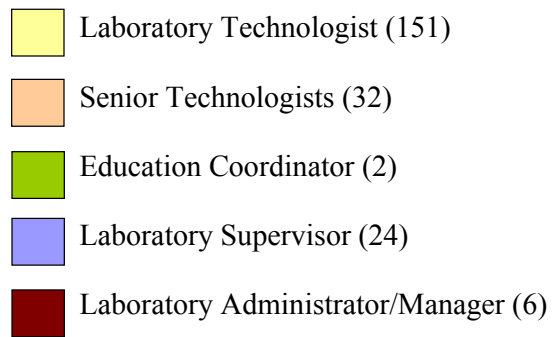 Laboratory Technologist (151)
Senior Technologists (32)
Education Coordinator (2)
Laboratory Supervisor (24)
Laboratory Administrator/Manager (6)